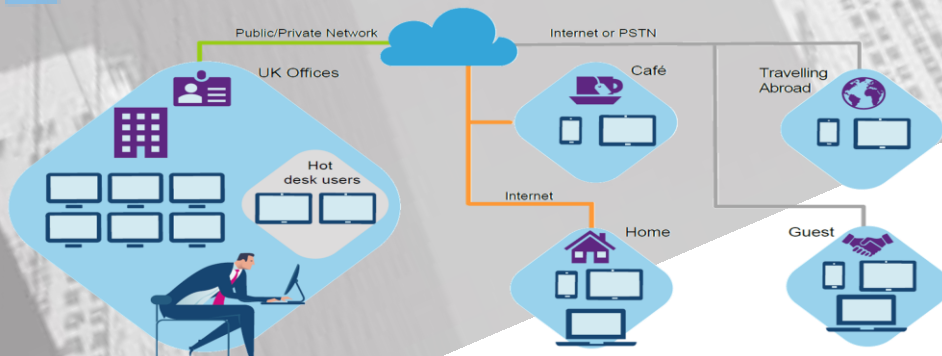 Public/Private Network
Internet or PSTN
UK Offices
Café
Travelling
Abroad
Hot
desk users
Internet
Home
Guest